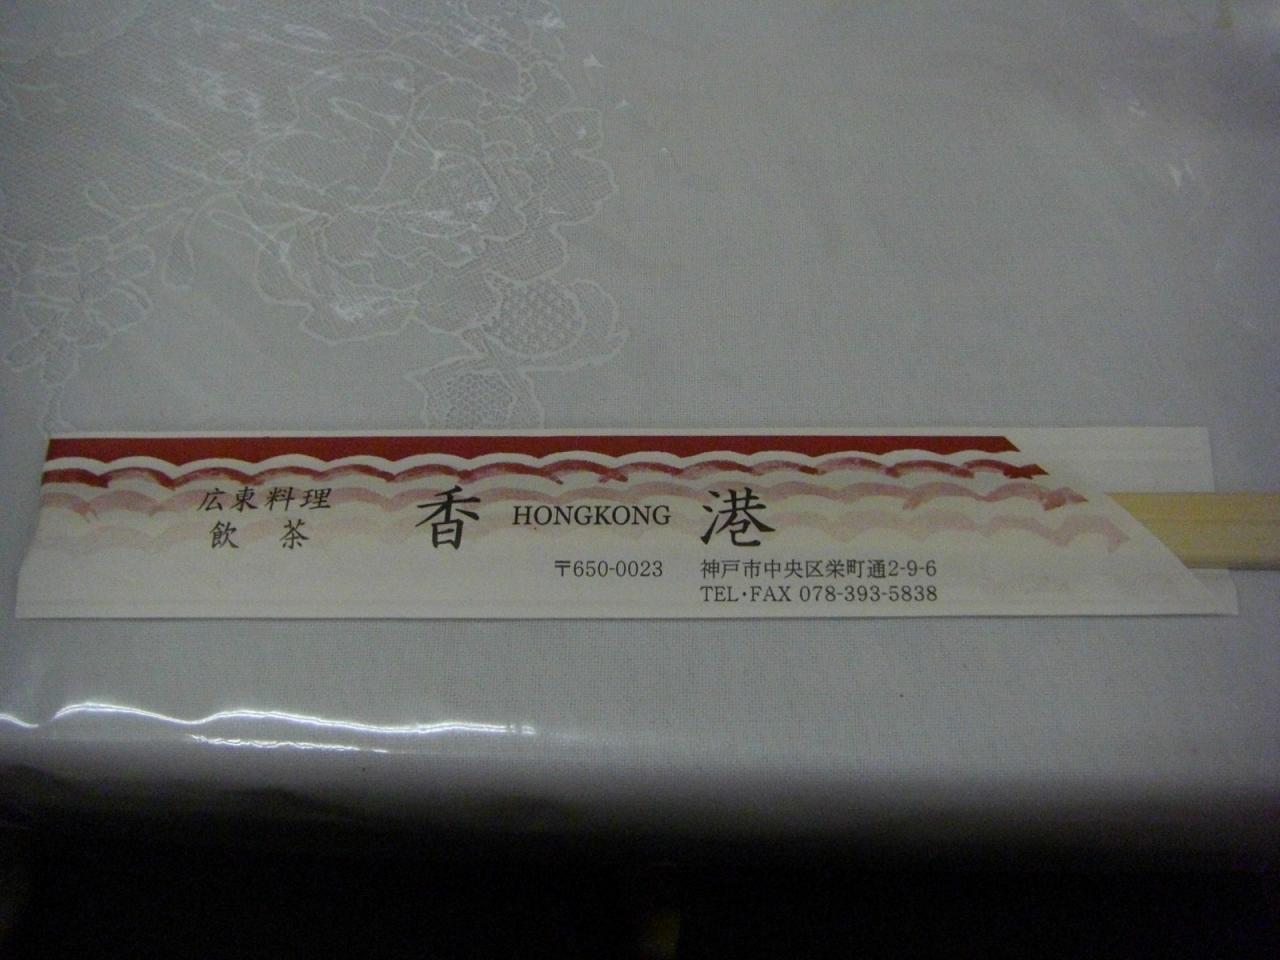 広東料理
飲茶
香 HONGKONG 港
〒650-0023 神戸市中央区栄町通2-9-6
TEL・FAX 078-393-5838